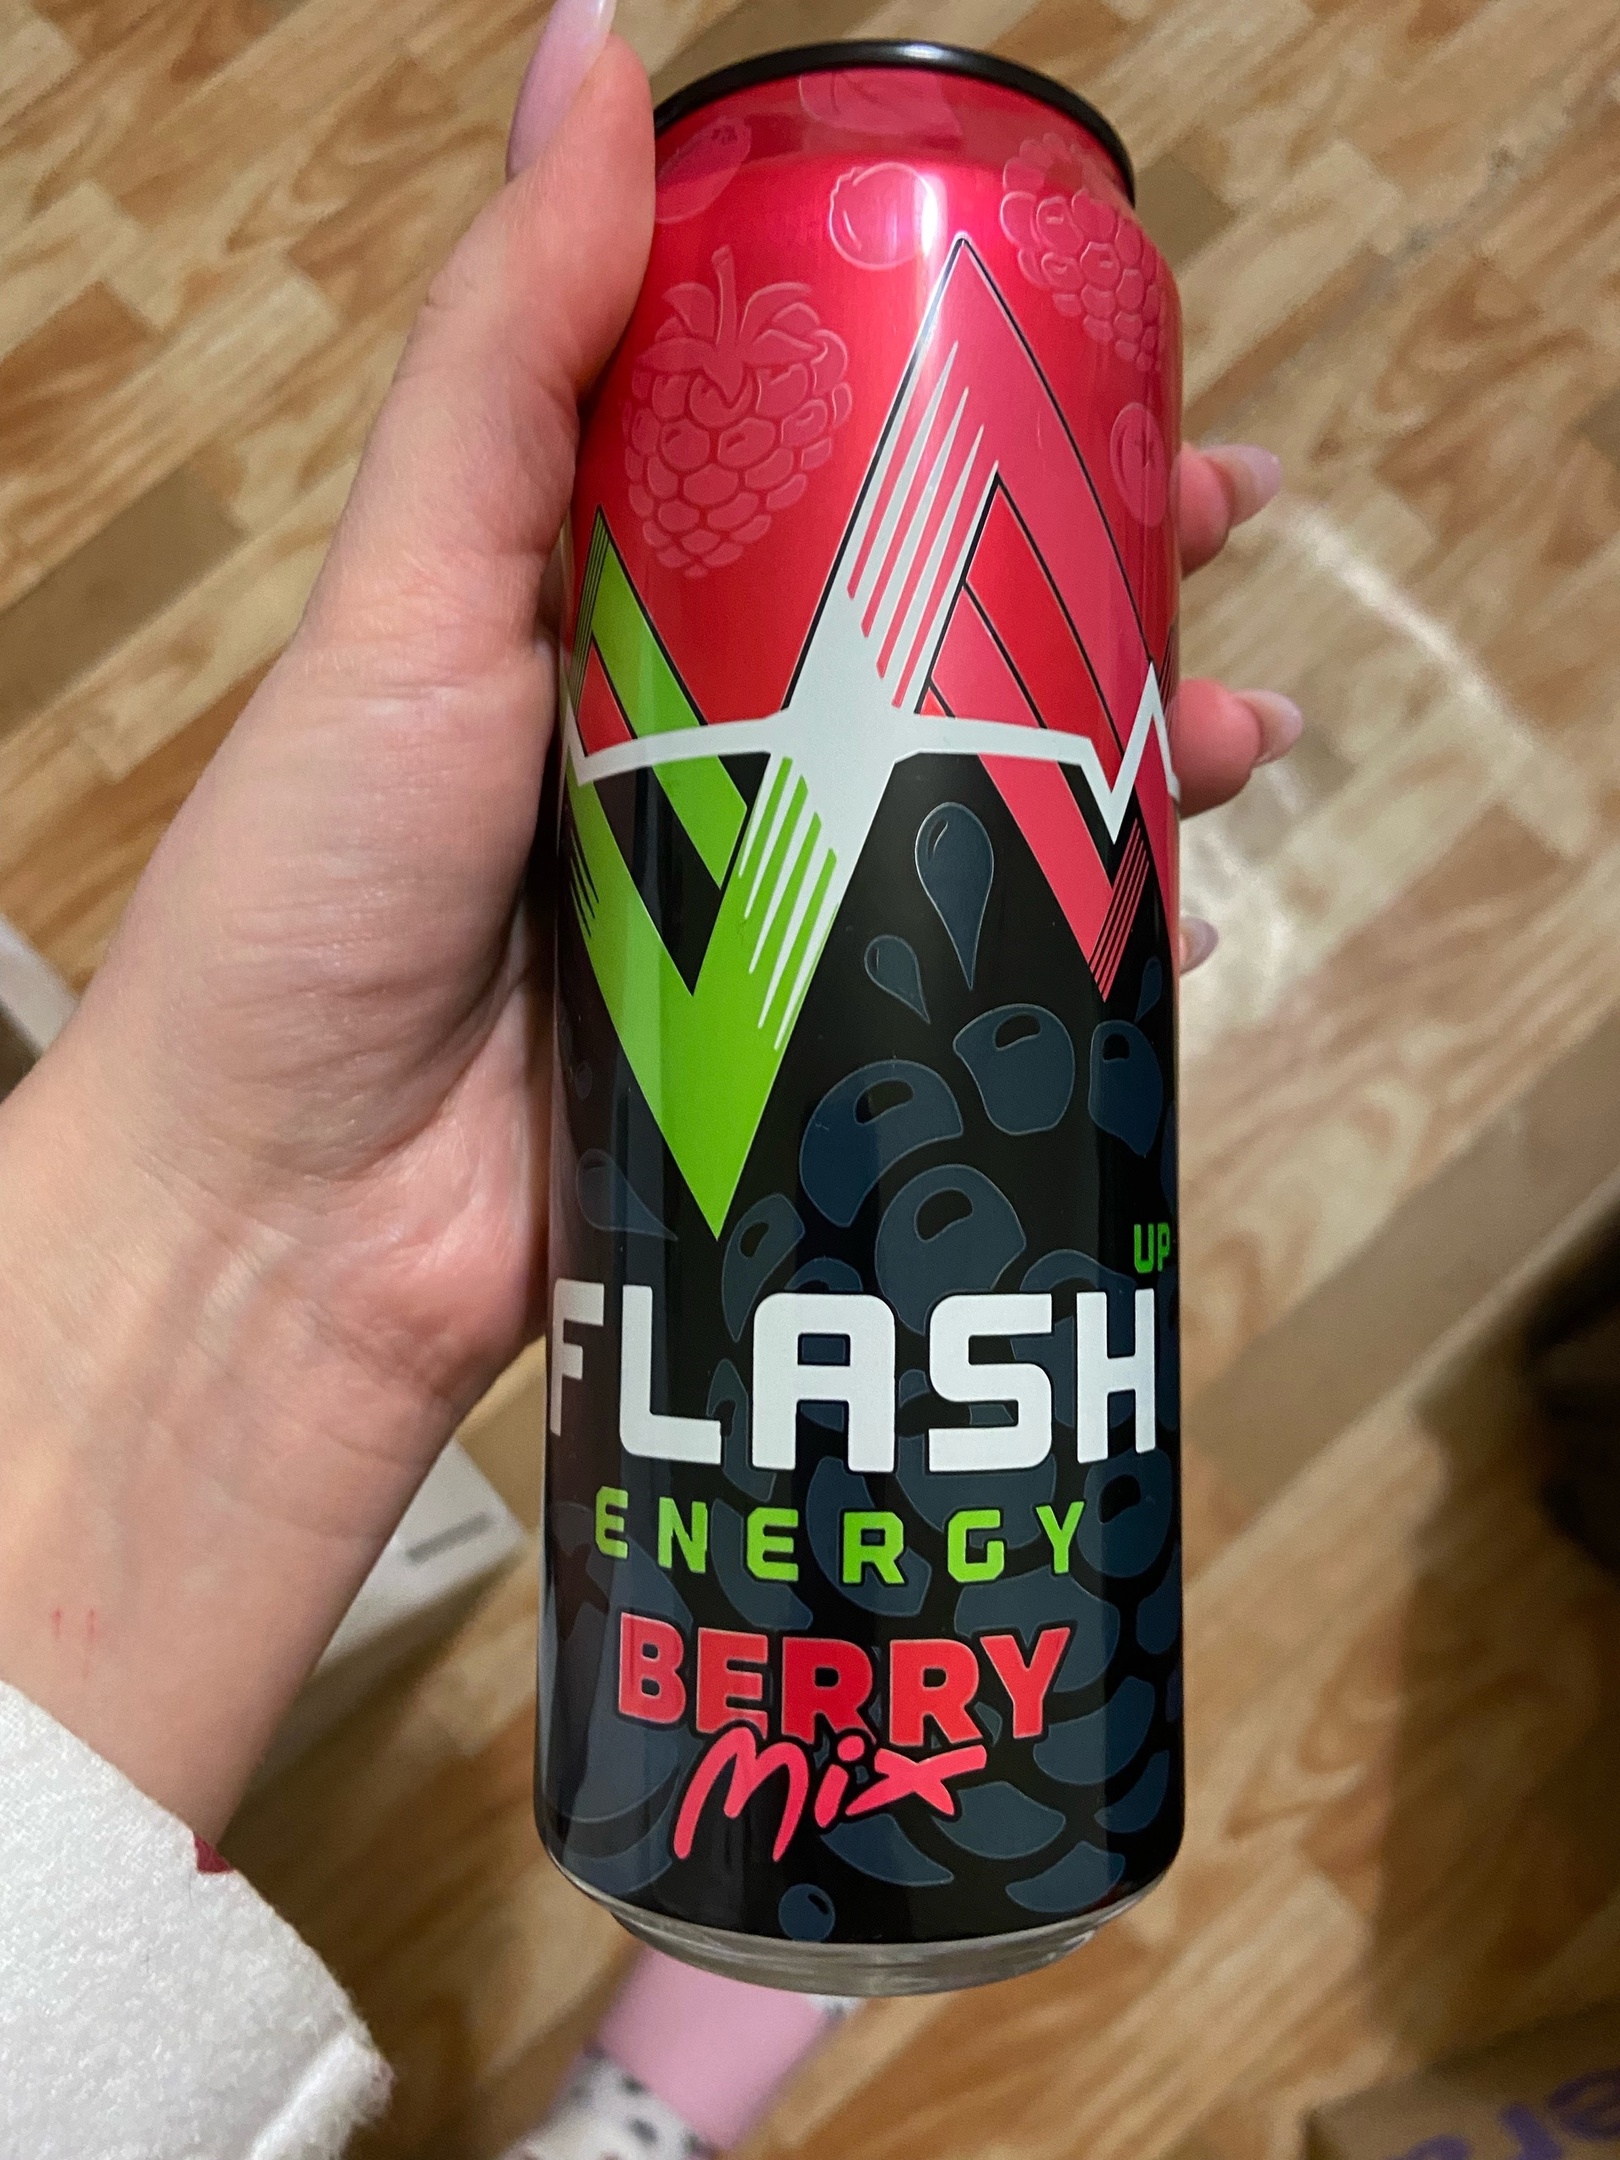 UP
FLASH
ENERGY
BERRY
Mix